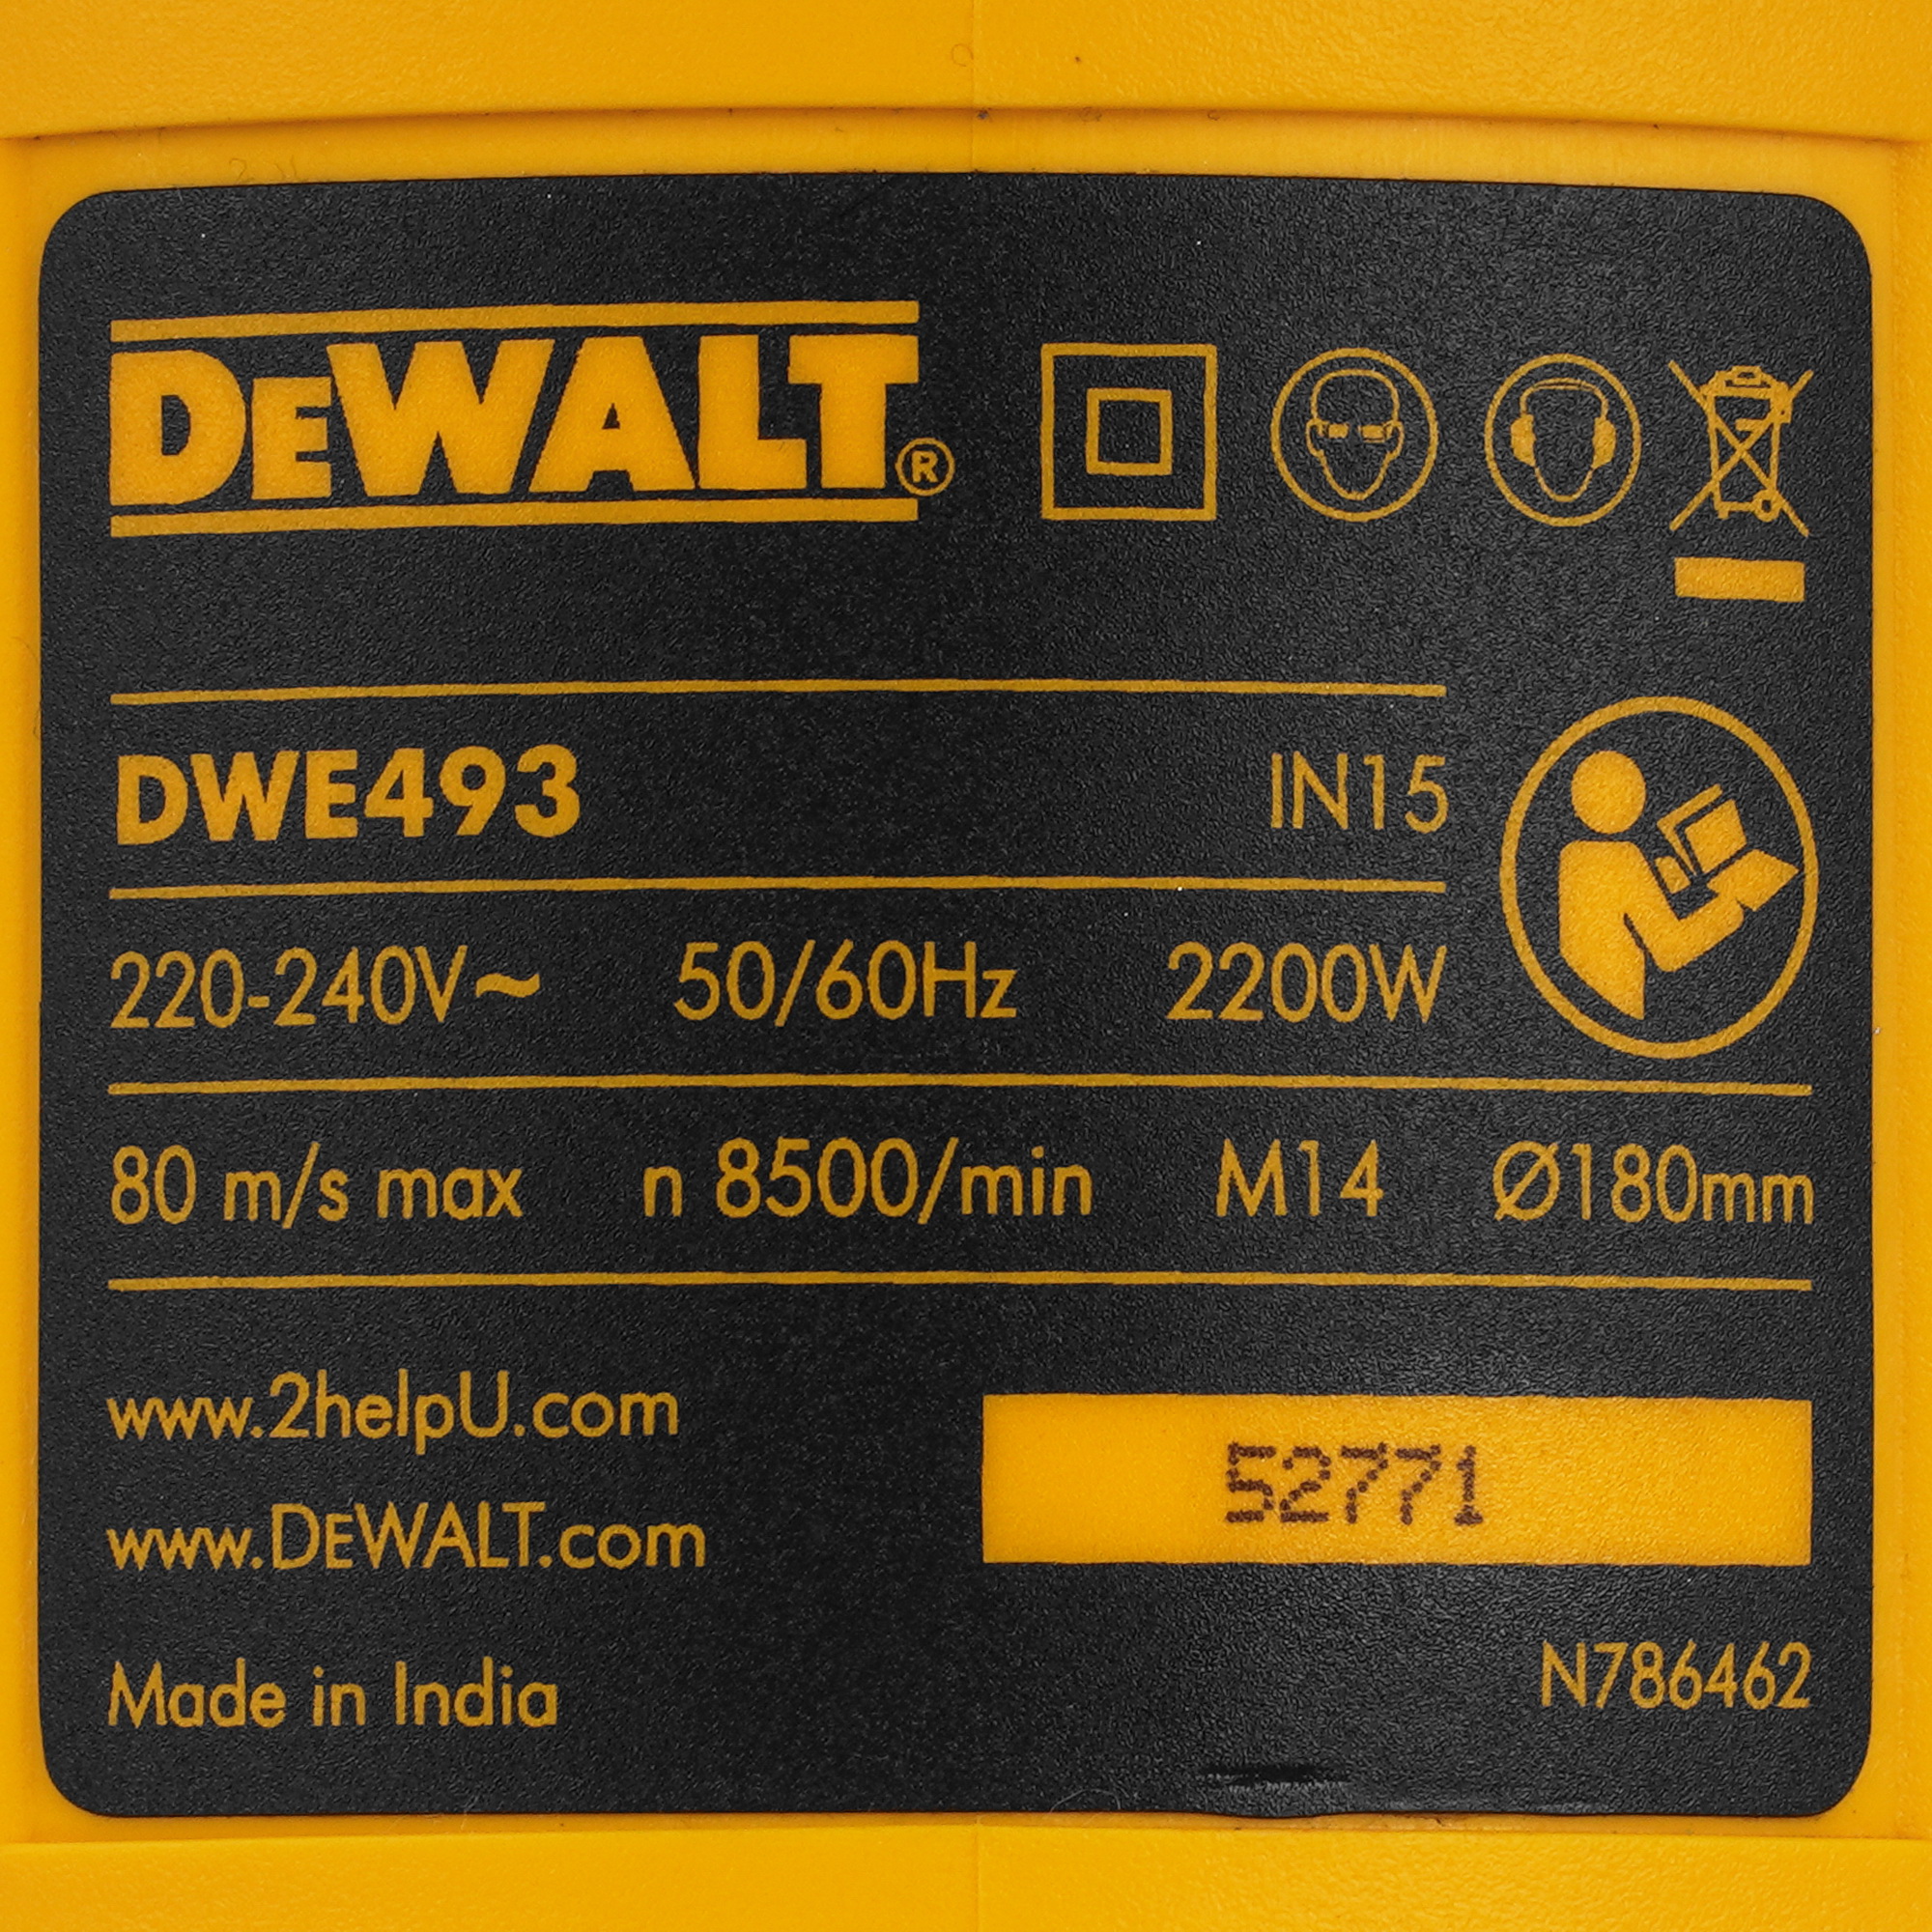 DEWALT®
DWE493 IN15
220-240V~ 50/60Hz 2200W
80 m/s max n 8500/min M14 Ø180mm
www.2helpU.com
www.DEWALT.com
52771
Made in India
N786462